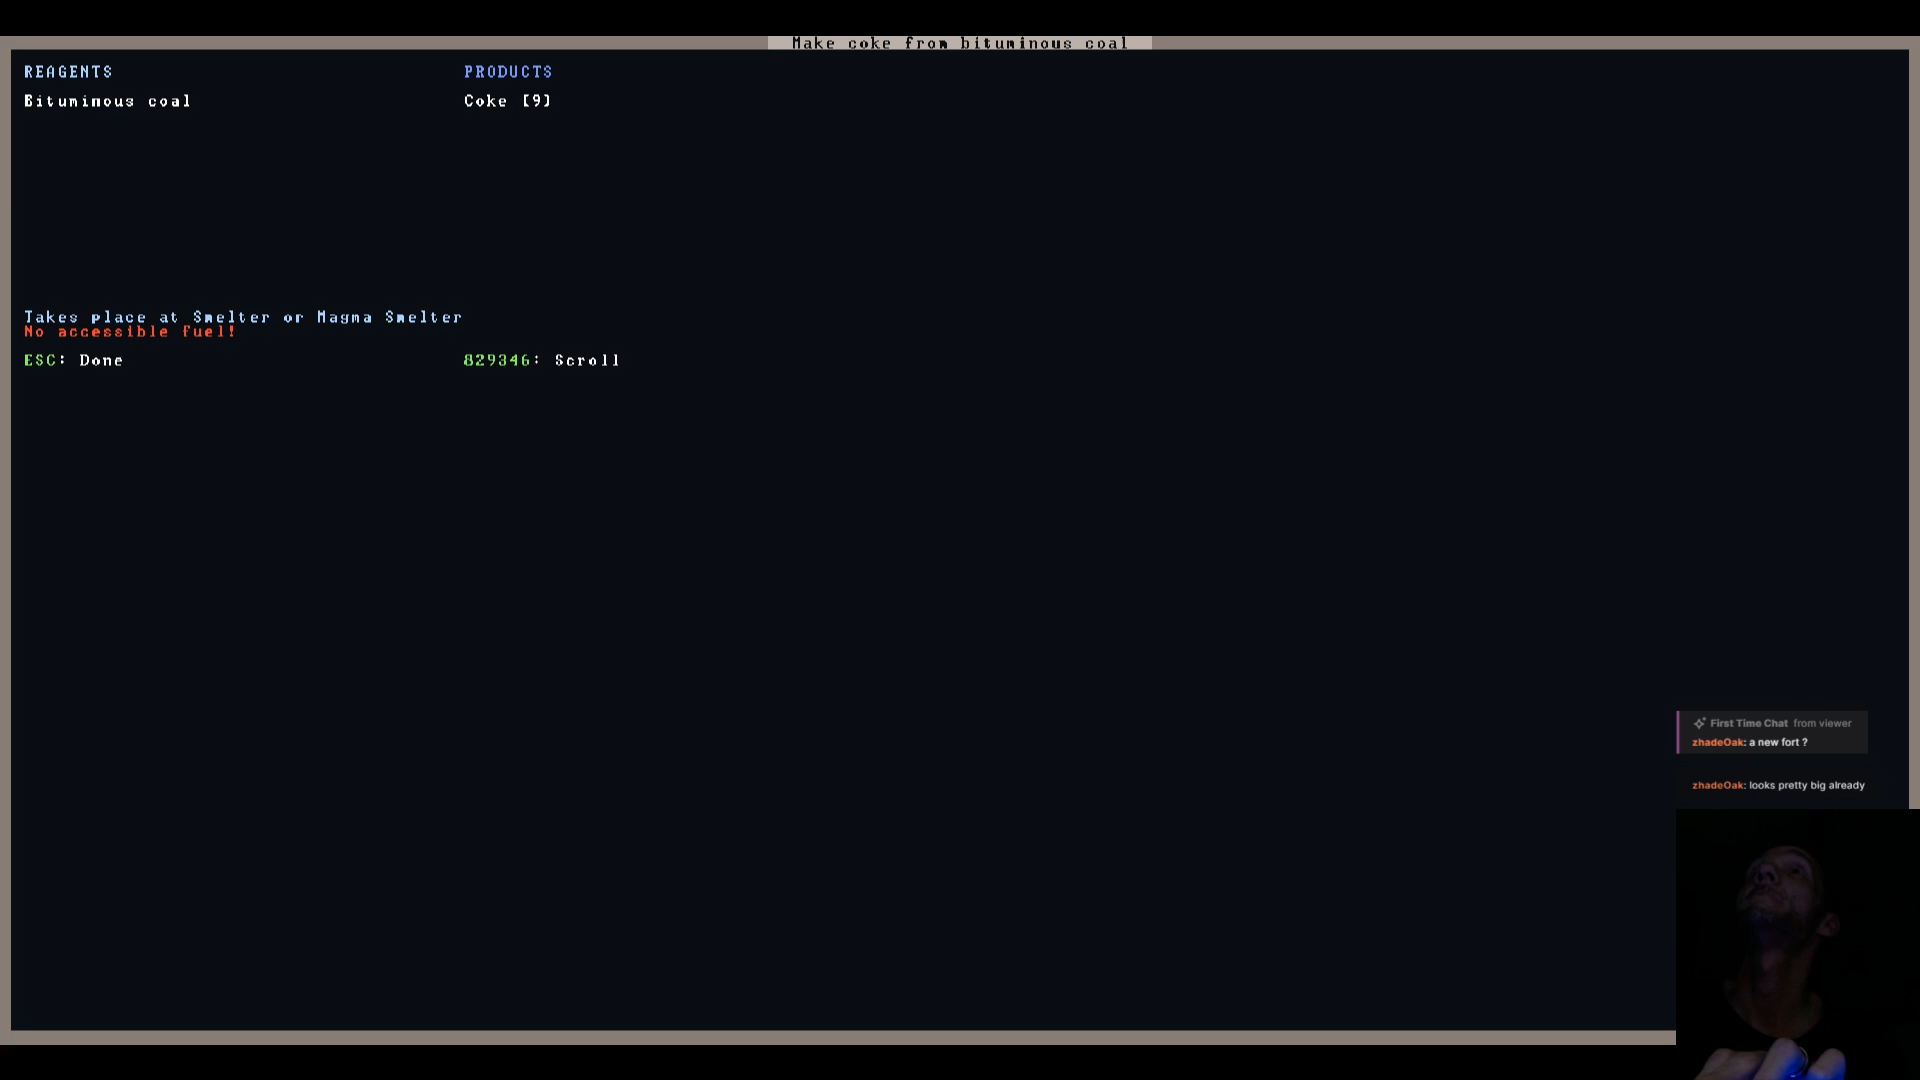 Make coke from bituminous coal
REAGENTS
PRODUCTS
Bituminous coal
Coke [9]
Takes place at Smelter or Magma Smelter
No accessible fuel!
ESC: Done
829346: Scroll
First Time Chat from viewer
zhadeOak: a new fort ?
zhadeOak: looks pretty big already